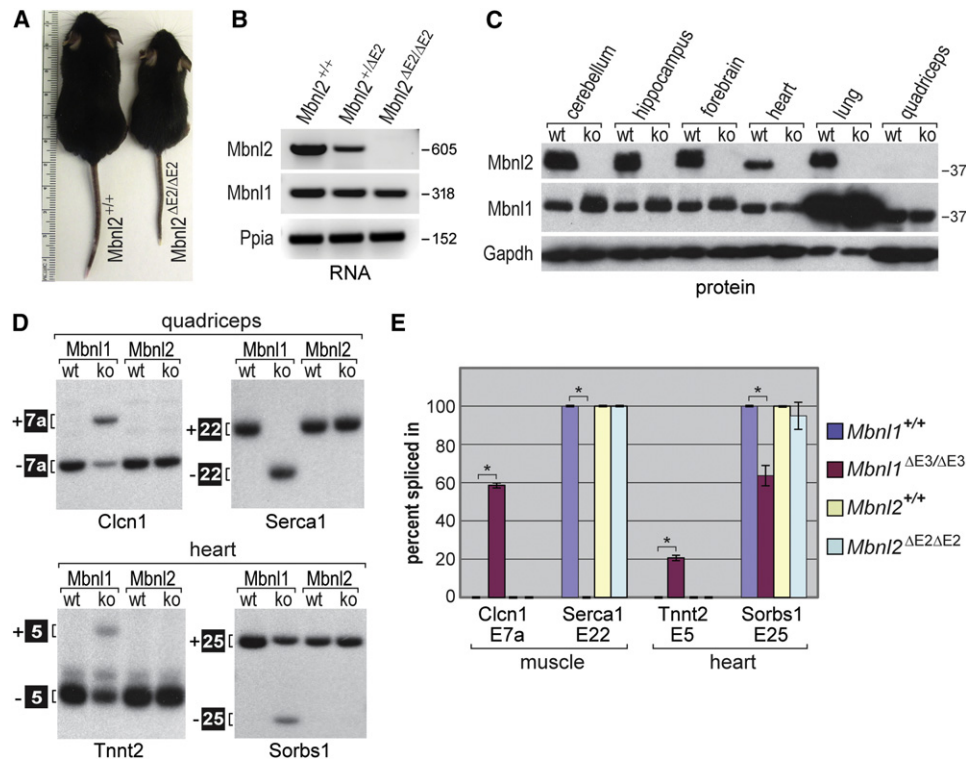 A
Mbnl2+/+
Mbnl2ΔE2/ΔE2
B
Mbnl2+/+
Mbnl2+/ΔE2
Mbnl2ΔE2/ΔE2
Mbnl2
-605
Mbnl1
-318
Ppia
-152
RNA
C
cerebellum
hippocampus
forebrain
heart
lung
quadriceps
wt ko wt ko wt ko wt ko wt ko wt ko
Mbnl2
-37
Mbnl1
-37
Gapdh
protein
D
quadriceps
Mbnl1 Mbnl2
wt ko wt ko
+7a
-7a
Clcn1
Mbnl1 Mbnl2
wt ko wt ko
+22
-22
Serca1
heart
Mbnl1 Mbnl2
wt ko wt ko
+5
-5
Tnnt2
Mbnl1 Mbnl2
wt ko wt ko
+25
-25
Sorbs1
E
percent spliced in
100
80
60
40
20
0
*
*
*
*
Clcn1 Serca1 Tnnt2 Sorbs1
E7a E22 E5 E25
muscle heart
Mbnl1+/+
Mbnl1ΔE3/ΔE3
Mbnl2+/+
Mbnl2ΔE2ΔE2